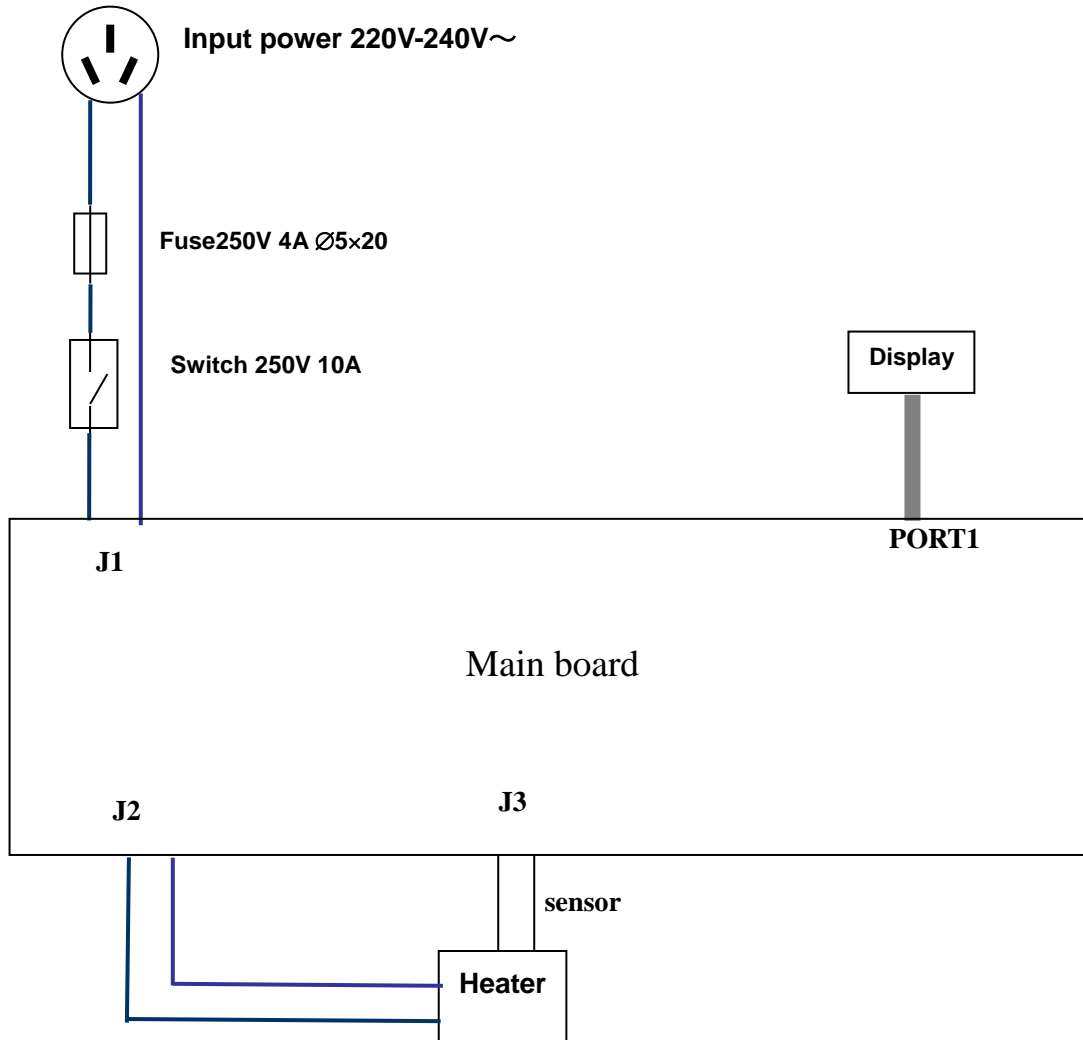 Input power 220V-240V～
Fuse250V 4A ∅5×20
Switch 250V 10A
Display
PORT1
J1
Main board
J2
J3
sensor
Heater